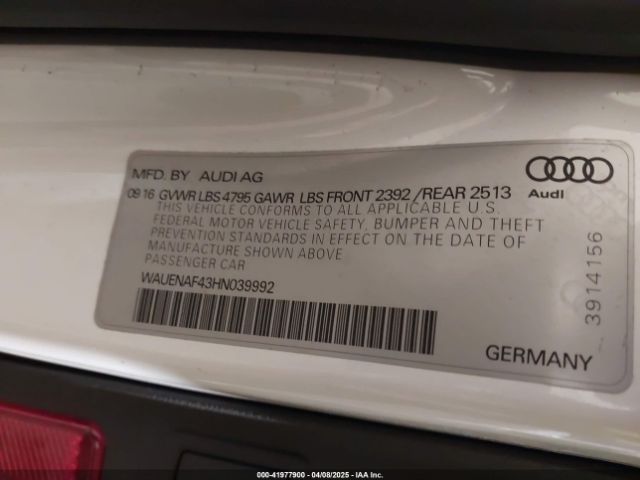 MFD. BY AUDI AG
09 16 GVWR LBS 4795 GAWR LBS FRONT 2392 / REAR 2513
THIS VEHICLE CONFORMS TO ALL APPLICABLE U.S.
FEDERAL MOTOR VEHICLE SAFETY, BUMPER AND THEFT
PREVENTION STANDARDS IN EFFECT ON THE DATE OF
MANUFACTURE SHOWN ABOVE
PASSENGER CAR
WAUENAF43HN039992
Audi
3914156
GERMANY
000-41977900 - 04/08/2025 - IAA Inc.